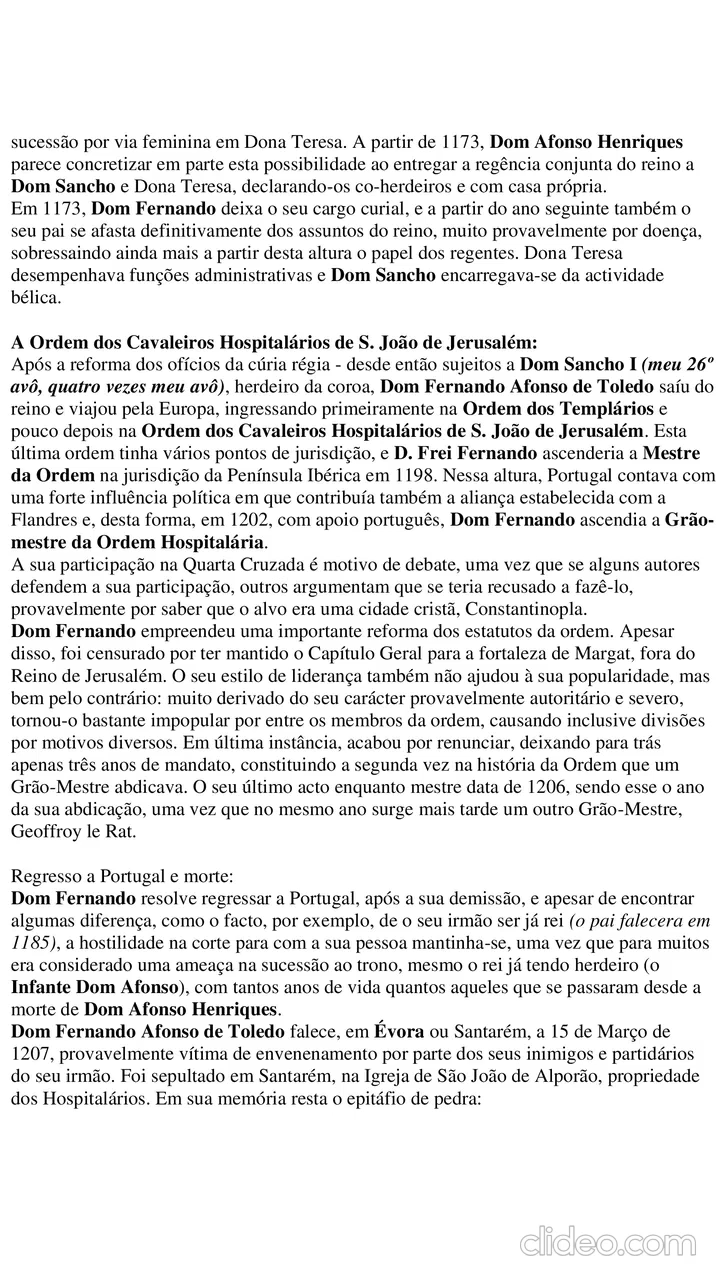 sucessão por via feminina em Dona Teresa. A partir de 1173, Dom Afonso Henriques
parece concretizar em parte esta possibilidade ao entregar a regência conjunta do reino a
Dom Sancho e Dona Teresa, declarando-os co-herdeiros e com casa própria.
Em 1173, Dom Fernando deixa o seu cargo curial, e a partir do ano seguinte também o
seu pai se afasta definitivamente dos assuntos do reino, muito provavelmente por doença,
sobressaindo ainda mais a partir desta altura o papel dos regentes. Dona Teresa
desempenhava funções administrativas e Dom Sancho encarregava-se da actividade
bélica.
A Ordem dos Cavaleiros Hospitalários de S. João de Jerusalém:
Após a reforma dos ofícios da cúria régia - desde então sujeitos a Dom Sancho I (meu 26º
avô, quatro vezes meu avô), herdeiro da coroa, Dom Fernando Afonso de Toledo saíu do
reino e viajou pela Europa, ingressando primeiramente na Ordem dos Templários e
pouco depois na Ordem dos Cavaleiros Hospitalários de S. João de Jerusalém. Esta
última ordem tinha vários pontos de jurisdição, e D. Frei Fernando ascenderia a Mestre
da Ordem na jurisdição da Península Ibérica em 1198. Nessa altura, Portugal contava com
uma forte influência política em que contribuía também a aliança estabelecida com a
Flandres e, desta forma, em 1202, com apoio português, Dom Fernando ascendia a Grão-
mestre da Ordem Hospitalária.
A sua participação na Quarta Cruzada é motivo de debate, uma vez que se alguns autores
defendem a sua participação, outros argumentam que se teria recusado a fazê-lo,
provavelmente por saber que o alvo era uma cidade cristã, Constantinopla.
Dom Fernando empreendeu uma importante reforma dos estatutos da ordem. Apesar
disso, foi censurado por ter mantido o Capítulo Geral para a fortaleza de Margat, fora do
Reino de Jerusalém. O seu estilo de liderança também não ajudou à sua popularidade, mas
bem pelo contrário: muito derivado do seu carácter provavelmente autoritário e severo,
tornou-o bastante impopular por entre os membros da ordem, causando inclusive divisões
por motivos diversos. Em última instância, acabou por renunciar, deixando para trás
apenas três anos de mandato, constituindo a segunda vez na história da Ordem que um
Grão-Mestre abdicava. O seu último acto enquanto mestre data de 1206, sendo esse o ano
da sua abdicação, uma vez que no mesmo ano surge mais tarde um outro Grão-Mestre,
Geoffroy le Rat.
Regresso a Portugal e morte:
Dom Fernando resolve regressar a Portugal, após a sua demissão, e apesar de encontrar
algumas diferença, como o facto, por exemplo, de o seu irmão ser já rei (o pai falecera em
1185), a hostilidade na corte para com a sua pessoa mantinha-se, uma vez que para muitos
era considerado uma ameaça na sucessão ao trono, mesmo o rei já tendo herdeiro (o
Infante Dom Afonso), com tantos anos de vida quantos aqueles que se passaram desde a
morte de Dom Afonso Henriques.
Dom Fernando Afonso de Toledo falece, em Évora ou Santarém, a 15 de Março de
1207, provavelmente vítima de envenenamento por parte dos seus inimigos e partidários
do seu irmão. Foi sepultado em Santarém, na Igreja de São João de Alporão, propriedade
dos Hospitalários. Em sua memória resta o epitáfio de pedra:
clideo.com